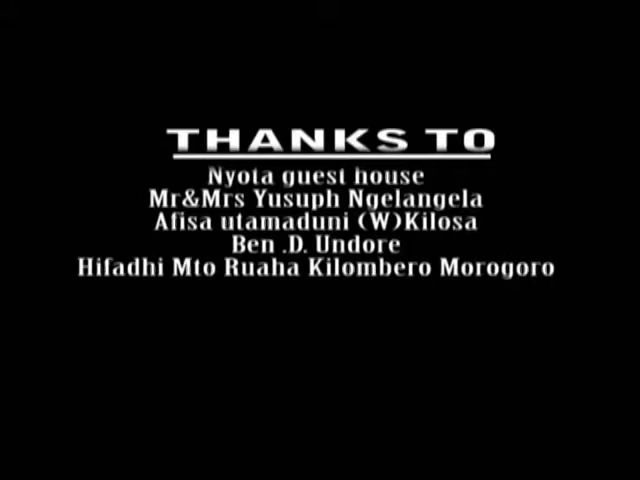 THANKS TO
Nyota guest house
Mr&Mrs Yusuph Ngelangela
Afisa utamaduni (W)Kilosa
Ben .D. Undore
Hifadhi Mto Ruaha Kilombero Morogoro